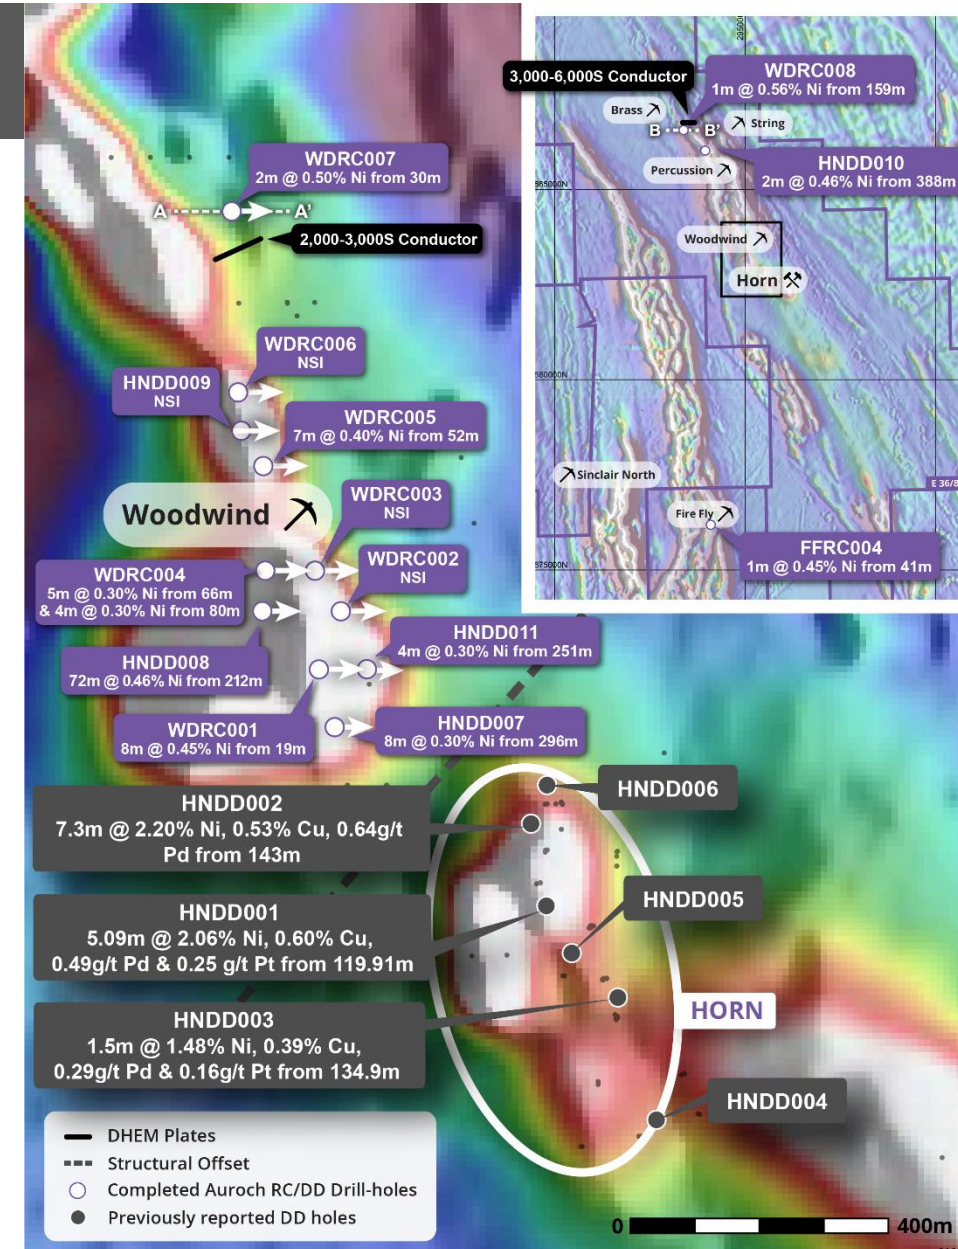 WDRC007
2m @ 0.50% Ni from 30m
A
A'
2,000-3,000S Conductor
WDRC006
NSI
HNDD009
NSI
WDRC005
7m @ 0.40% Ni from 52m
Woodwind
WDRC003
NSI
WDRC002
NSI
WDRC004
5m @ 0.30% Ni from 66m
& 4m @ 0.30% Ni from 80m
HNDD011
4m @ 0.30% Ni from 251m
HNDD008
72m @ 0.46% Ni from 212m
WDRC001
8m @ 0.45% Ni from 19m
HNDD007
8m @ 0.30% Ni from 296m
HNDD002
7.3m @ 2.20% Ni, 0.53% Cu, 0.64g/t
Pd from 143m
HNDD006
HNDD001
5.09m @ 2.06% Ni, 0.60% Cu,
0.49g/t Pd & 0.25 g/t Pt from 119.91m
HNDD005
HNDD003
1.5m @ 1.48% Ni, 0.39% Cu,
0.29g/t Pd & 0.16g/t Pt from 134.9m
HORN
HNDD004
DHEM Plates
Structural Offset
Completed Auroch RC/DD Drill-holes
Previously reported DD holes
0
400m
3,000-6,000S Conductor
WDRC008
1m @ 0.56% Ni from 159m
Brass
B
B'
String
HNDD010
2m @ 0.46% Ni from 388m
Percussion
Woodwind
Horn
Sinclair North
E 36/8
Fire Fly
FFRC004
1m @ 0.45% Ni from 41m